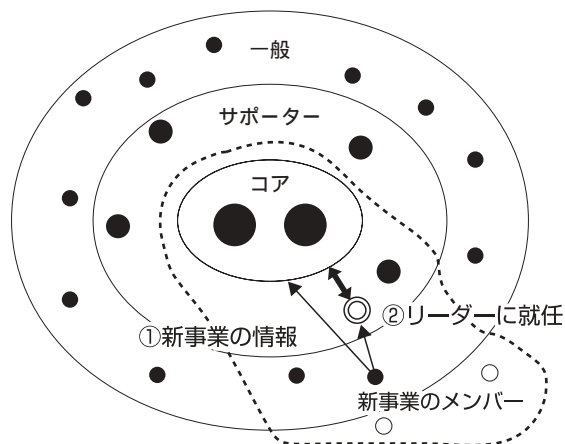 一般
サポーター
コア
①新事業の情報
②リーダーに就任
新事業のメンバー